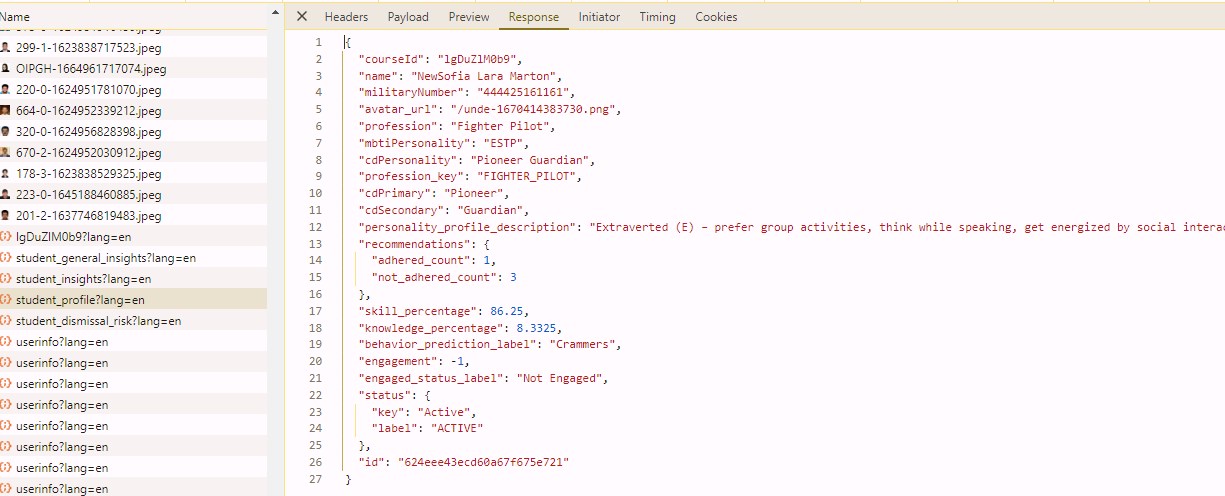 Name
299-1-1623838717523.jpeg
OIPGH-1664961717074.jpeg
220-0-1624951781070.jpeg
664-0-1624952339212.jpeg
320-0-1624956828398.jpeg
670-2-1624952030912.jpeg
178-3-1623838529325.jpeg
223-0-1645188460885.jpeg
201-2-1637746819483.jpeg
lgDuZlM0b9?lang=en
student_general_insights?lang=en
student_insights?lang=en
student_profile?lang=en
student_dismissal_risk?lang=en
userinfo?lang=en
userinfo?lang=en
userinfo?lang=en
userinfo?lang=en
userinfo?lang=en
userinfo?lang=en
userinfo?lang=en
userinfo?lang=en
Headers Payload Preview Response Initiator Timing Cookies
1 {
2 "courseId": "lgDuZlM0b9",
3 "name": "NewSofia Lara Marton",
4 "militaryNumber": "444425161161",
5 "avatar_url": "/unde-1670414383730.png",
6 "profession": "Fighter Pilot",
7 "mbtiPersonality": "ESTP",
8 "cdPersonality": "Pioneer Guardian",
9 "profession_key": "FIGHTER_PILOT",
10 "cdPrimary": "Pioneer",
11 "cdSecondary": "Guardian",
12 "personality_profile_description": "Extraverted (E) – prefer group activities, think while speaking, get energized by social interac
13 "recommendations": {
14 "adhered_count": 1,
15 "not_adhered_count": 3
16 },
17 "skill_percentage": 86.25,
18 "knowledge_percentage": 8.3325,
19 "behavior_prediction_label": "Crammers",
20 "engagement": -1,
21 "engaged_status_label": "Not Engaged",
22 "status": {
23 "key": "Active",
24 "label": "ACTIVE"
25 },
26 "id": "624eee43ecd60a67f675e721"
27 }